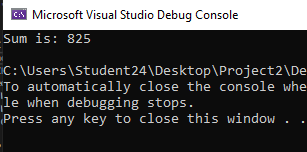 Microsoft Visual Studio Debug Console
Sum is: 825
C:\Users\Student24\Desktop\Project2\De
To automatically close the console whe
le when debugging stops.
Press any key to close this window . .